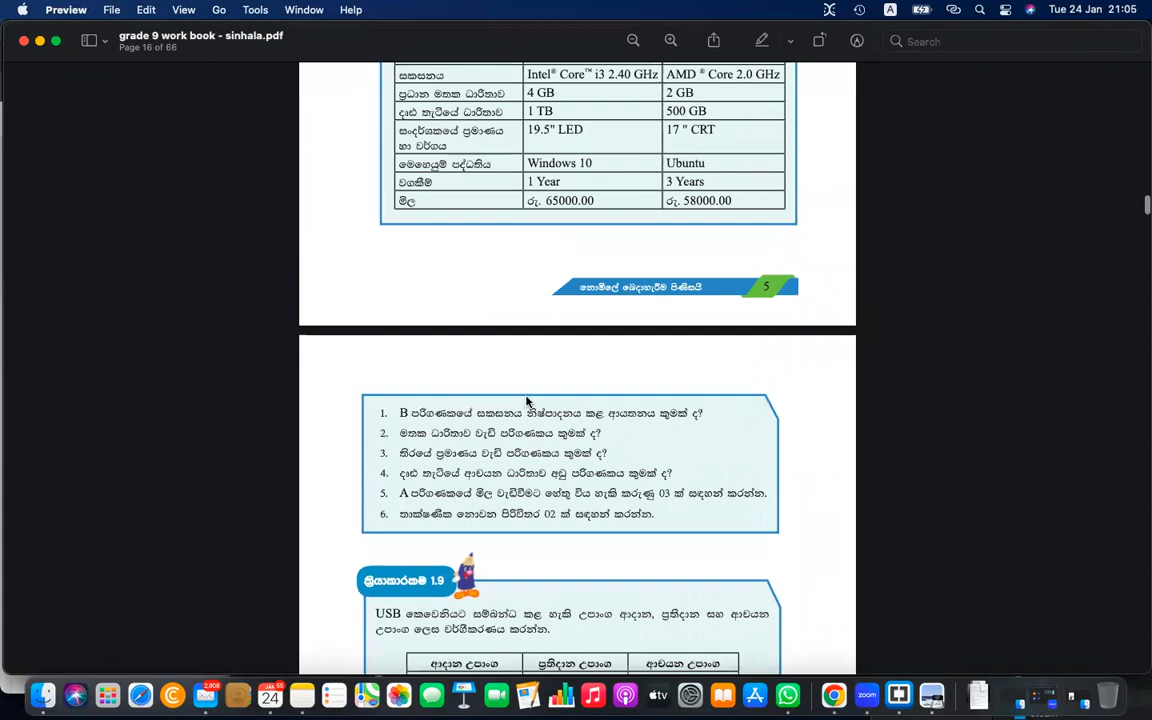 Preview File Edit View Go Tools Window Help A Tue 24 Jan 21:05
grade 9 work book - sinhala.pdf
Page 16 of 66
Search
සකසනය Intel® Core™ i3 2.40 GHz AMD ® Core 2.0 GHz
ප්‍රධාන මතක ධාරිතාව 4 GB 2 GB
දෘඪ තැටියේ ධාරිතාව 1 TB 500 GB
සංදර්ශකයේ ප්‍රමාණය 19.5" LED 17 " CRT
හා වර්ගය
මෙහෙයුම් පද්ධතිය Windows 10 Ubuntu
වගකීම් 1 Year 3 Years
මිල රු. 65000.00 රු. 58000.00
නොමිලේ බෙදාහැරීම පිණිසයි 5
1. B පරිගණකයේ සකසනය නිෂ්පාදනය කළ ආයතනය කුමක් ද?
2. මතක ධාරිතාව වැඩි පරිගණකය කුමක් ද?
3. තිරයේ ප්‍රමාණය වැඩි පරිගණකය කුමක් ද?
4. දෘඪ තැටියේ ආචයන ධාරිතාව අඩු පරිගණකය කුමක් ද?
5. A පරිගණකයේ මිල වැඩිවීමට හේතු විය හැකි කරුණු 03 ක් සඳහන් කරන්න.
6. තාක්ෂණික නොවන පිරිවිතර 02 ක් සඳහන් කරන්න.
ක්‍රියාකාරකම 1.9
USB කෙවෙනියට සම්බන්ධ කළ හැකි උපාංග ආදාන, ප්‍රතිදාන සහ ආචයන
උපාංග ලෙස වර්ගීකරණය කරන්න.
ආදාන උපාංග ප්‍රතිදාන උපාංග ආචයන උපාංග
2,808
JAN
24
tv
zoom